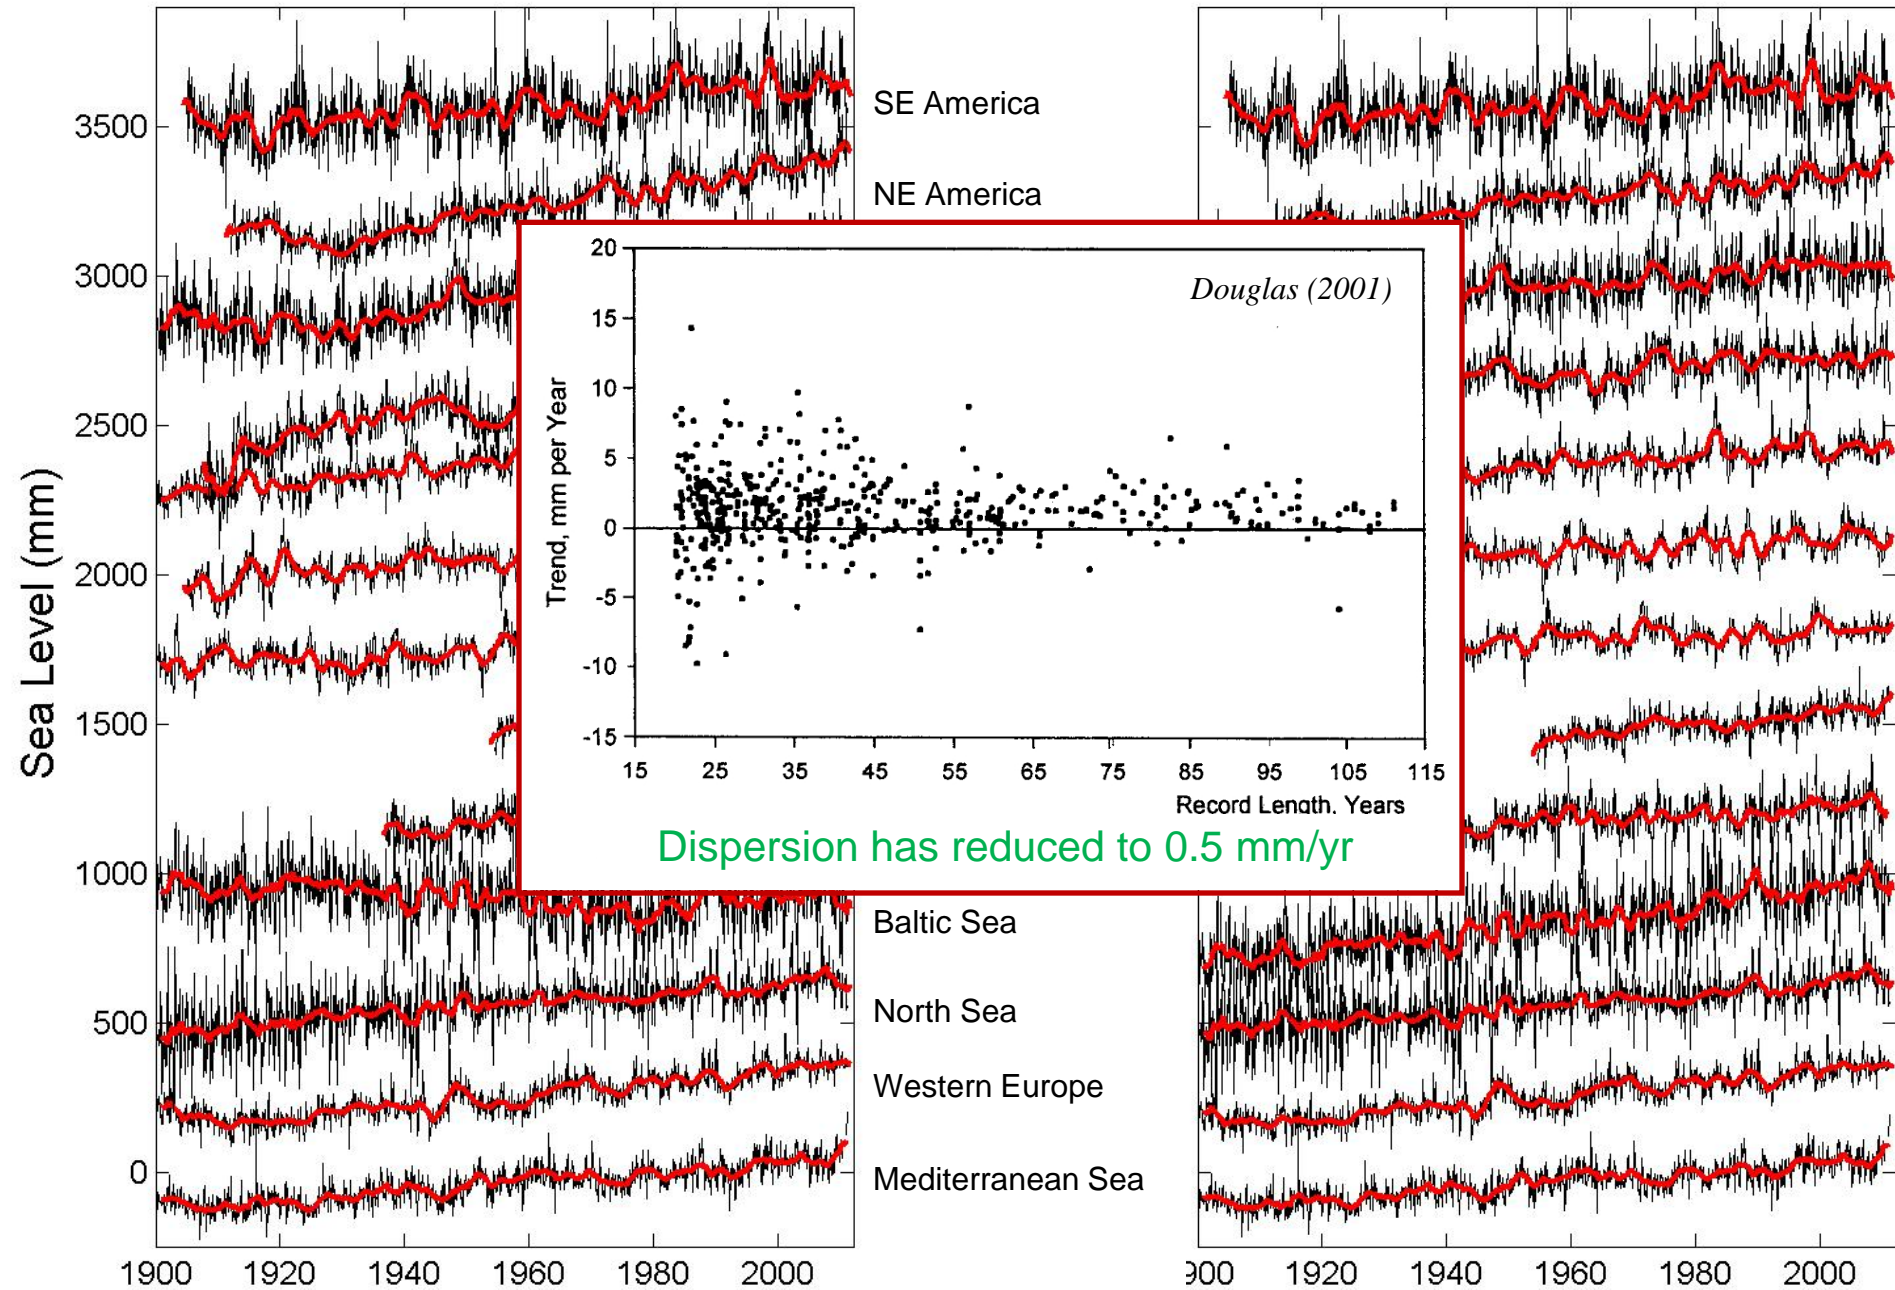 SE America
3500
NE America
20
Douglas (2001)
3000
15
10
2500
5
Trend, mm per Year
0
Sea Level (mm)
2000
-5
-10
1500
-15
15 25 35 45 55 65 75 85 95 105 115
Record Length, Years
Dispersion has reduced to 0.5 mm/yr
1000
Baltic Sea
North Sea
500
Western Europe
0
Mediterranean Sea
1900 1920 1940 1960 1980 2000
900 1920 1940 1960 1980 2000